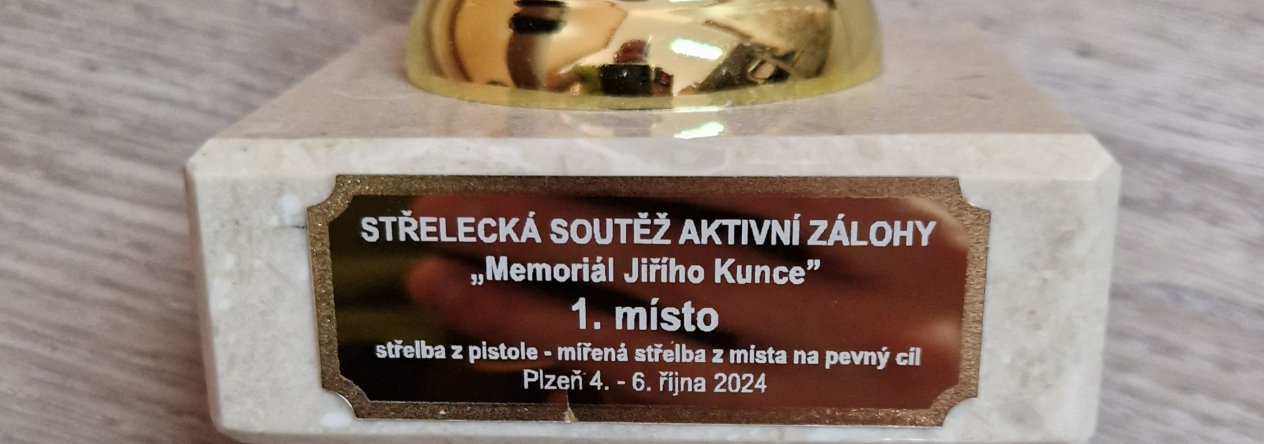 STŘELECKÁ SOUTĚŽ AKTIVNÍ ZÁLOHY
„Memoriál Jiřího Kunce”
1. místo
střelba z pistole - mířená střelba z místa na pevný cíl
Plzeň 4. - 6. října 2024